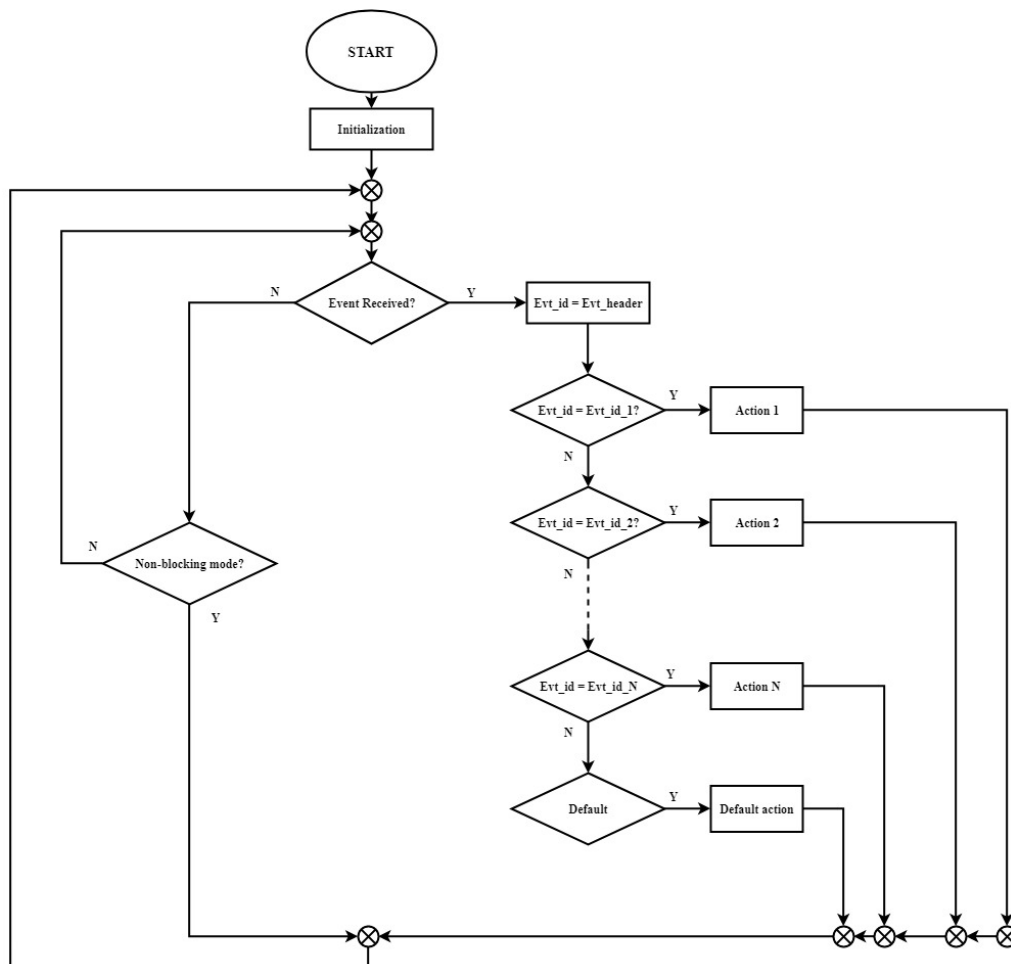 START
Initialization
N
Event Received?
Y
Evt_id = Evt_header
Evt_id = Evt_id_1?
Y
Action 1
N
Evt_id = Evt_id_2?
Y
Action 2
N
N
Non-blocking mode?
Y
Evt_id = Evt_id_N
Y
Action N
N
Default
Y
Default action